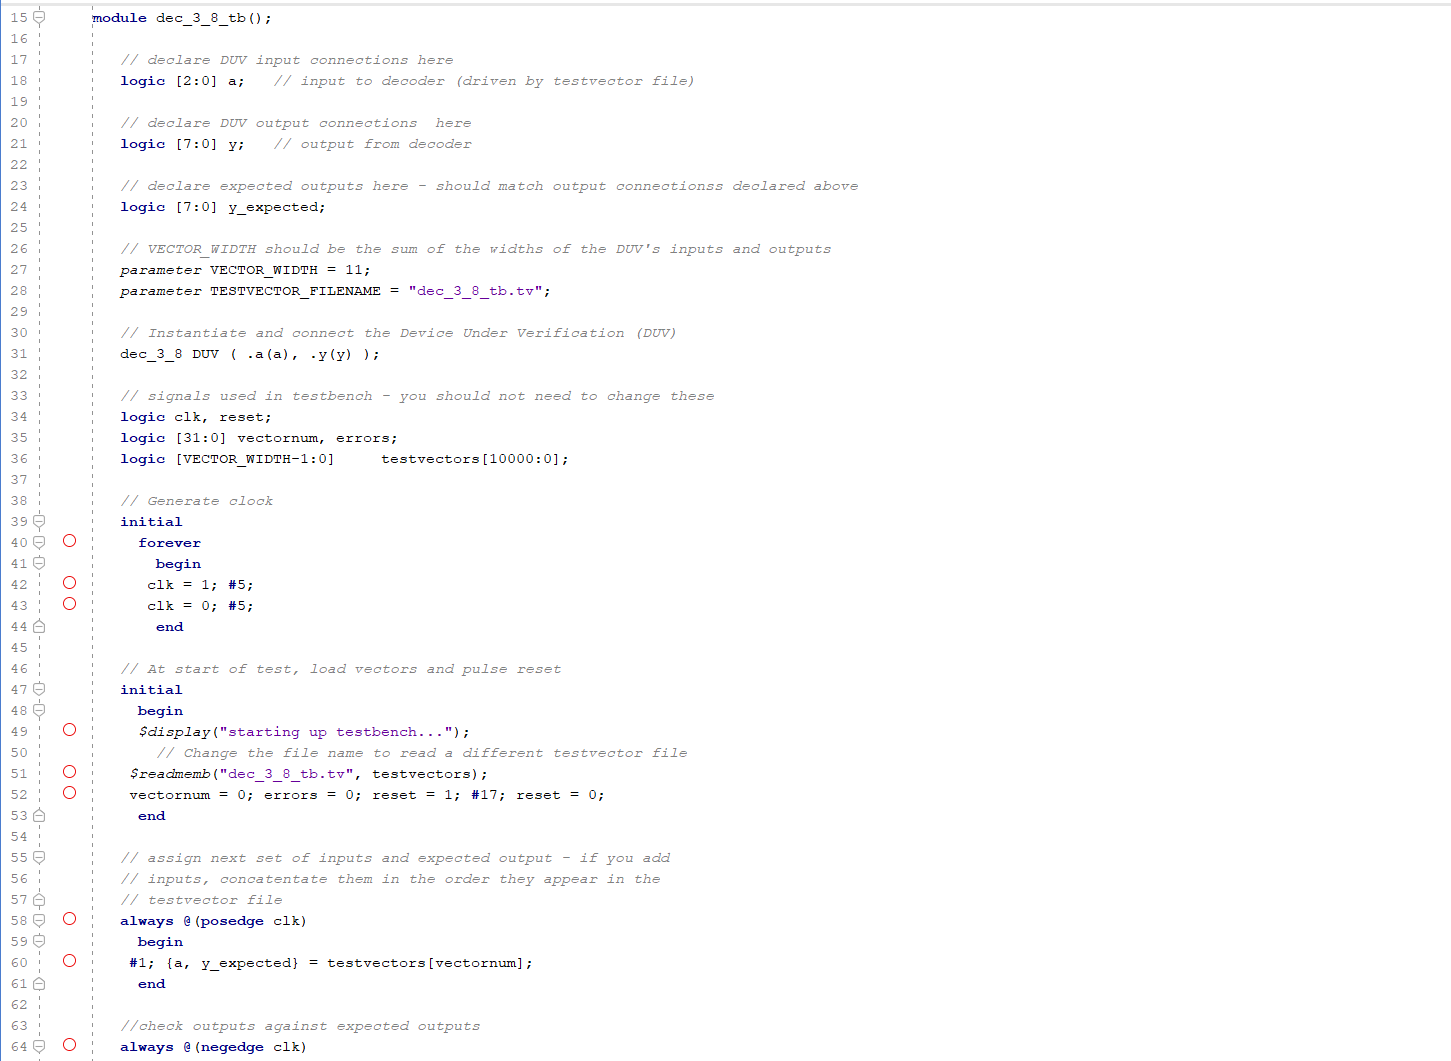 15 module dec_3_8_tb();
16
17 // declare DUV input connections here
18 logic [2:0] a; // input to decoder (driven by testvector file)
19
20 // declare DUV output connections  here
21 logic [7:0] y; // output from decoder
22
23 // declare expected outputs here - should match output connectionss declared above
24 logic [7:0] y_expected;
25
26 // VECTOR_WIDTH should be the sum of the widths of the DUV's inputs and outputs
27 parameter VECTOR_WIDTH = 11;
28 parameter TESTVECTOR_FILENAME = "dec_3_8_tb.tv";
29
30 // Instantiate and connect the Device Under Verification (DUV)
31 dec_3_8 DUV ( .a(a), .y(y) );
32
33 // signals used in testbench - you should not need to change these
34 logic clk, reset;
35 logic [31:0] vectornum, errors;
36 logic [VECTOR_WIDTH-1:0]     testvectors[10000:0];
37
38 // Generate clock
39 initial
40 forever
41 begin
42 clk = 1; #5;
43 clk = 0; #5;
44 end
45
46 // At start of test, load vectors and pulse reset
47 initial
48 begin
49 $display("starting up testbench...");
50 // Change the file name to read a different testvector file
51 $readmemb("dec_3_8_tb.tv", testvectors);
52 vectornum = 0; errors = 0; reset = 1; #17; reset = 0;
53 end
54
55 // assign next set of inputs and expected output - if you add
56 // inputs, concatentate them in the order they appear in the
57 // testvector file
58 always @(posedge clk)
59 begin
60 #1; {a, y_expected} = testvectors[vectornum];
61 end
62
63 //check outputs against expected outputs
64 always @(negedge clk)